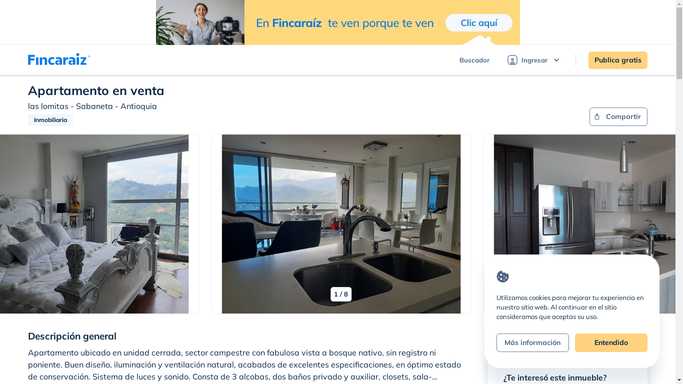 En Fincaraíz te ven porque te ven
Clic aquí
Fincaraiz
Buscador
Ingresar
Publica gratis
Apartamento en venta
las lomitas - Sabaneta - Antioquia
Inmobiliaria
Compartir
1 / 8
Utilizamos cookies para mejorar tu experiencia en
nuestro sitio web. Al continuar en el sitio
consideramos que aceptas su uso.
Más información
Entendido
Descripción general
Apartamento ubicado en unidad cerrada, sector campestre con fabulosa vista a bosque nativo, sin registro ni
poniente. Buen diseño, iluminación y ventilación natural, acabados de excelentes especificaciones, en óptimo estado
de conservación. Sistema de luces y sonido. Consta de 3 alcobas, dos baños privado y auxiliar, closets, sala-...
¿Te interesó este inmueble?